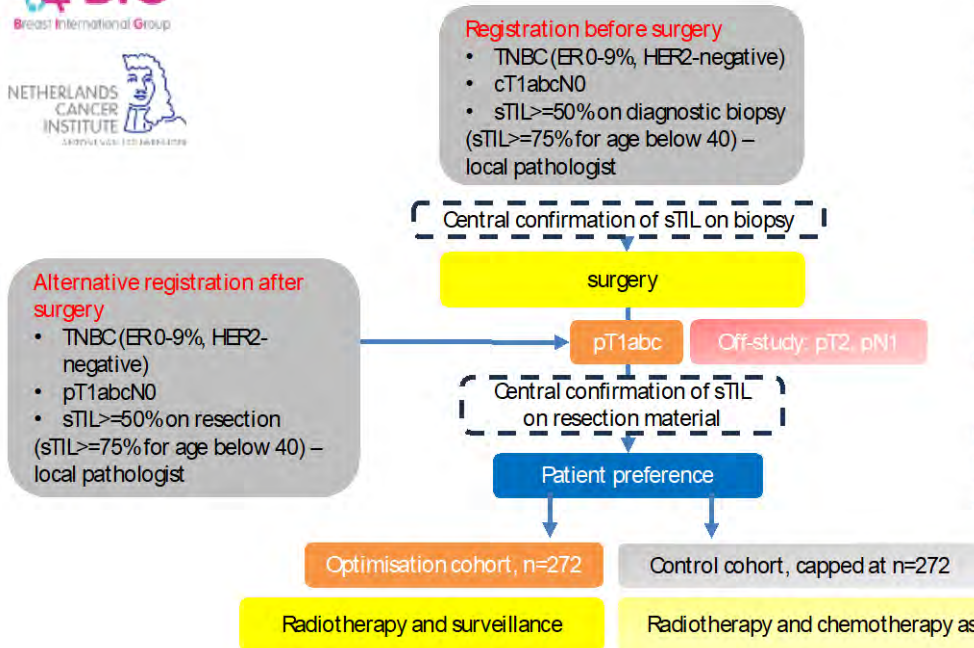 Breast International Group
NETHERLANDS
CANCER
INSTITUTE
Registration before surgery
• TNBC (ER 0-9%, HER2-negative)
• cT1abcN0
• sTIL>=50% on diagnostic biopsy
(sTIL>=75% for age below 40) –
local pathologist
Central confirmation of sTIL on biopsy
surgery
Alternative registration after
surgery
• TNBC (ER 0-9%, HER2-
negative)
• pT1abcN0
• sTIL>=50% on resection
(sTIL>=75% for age below 40) –
local pathologist
pT1abc
Off-study: pT2, pN1
Central confirmation of sTIL
on resection material
Patient preference
Optimisation cohort, n=272
Control cohort, capped at n=272
Radiotherapy and surveillance
Radiotherapy and chemotherapy as